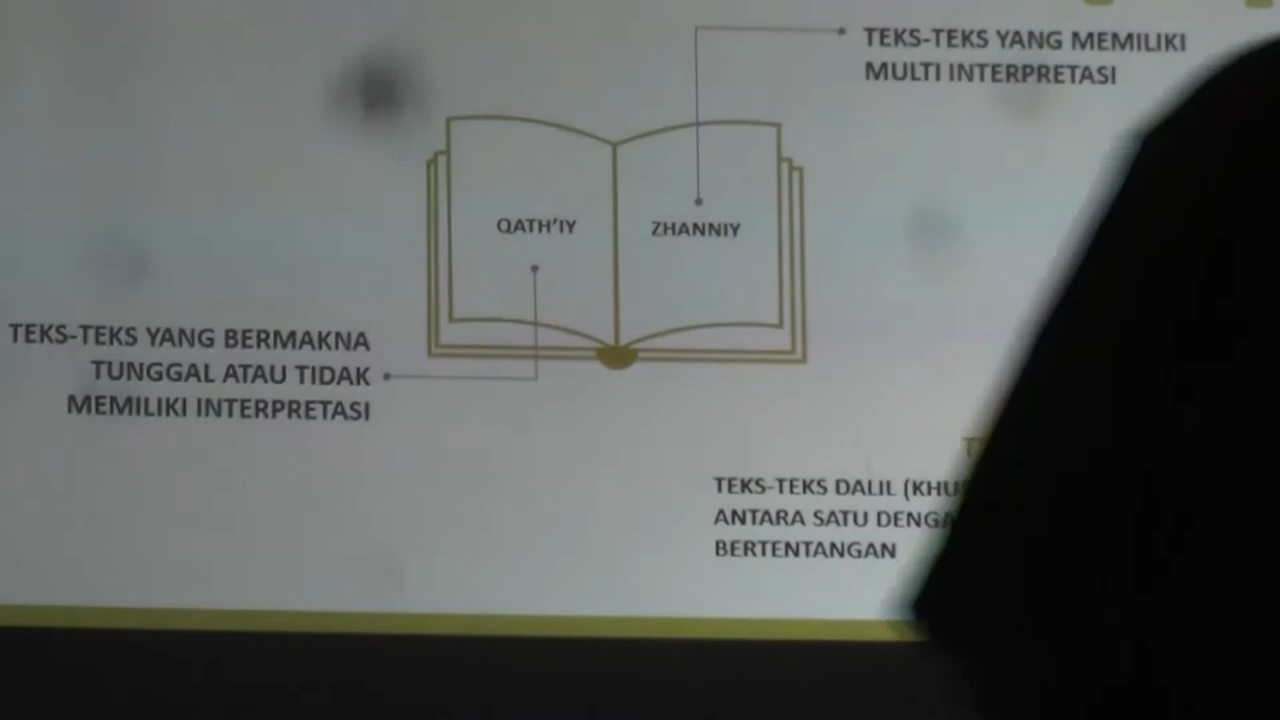 TEKS-TEKS YANG MEMILIKI
MULTI INTERPRETASI
QATH'IY
ZHANNIY
TEKS-TEKS YANG BERMAKNA
TUNGGAL ATAU TIDAK
MEMILIKI INTERPRETASI
TEKS-TEKS DALIL
ANTARA SATU
BERTENTANGAN